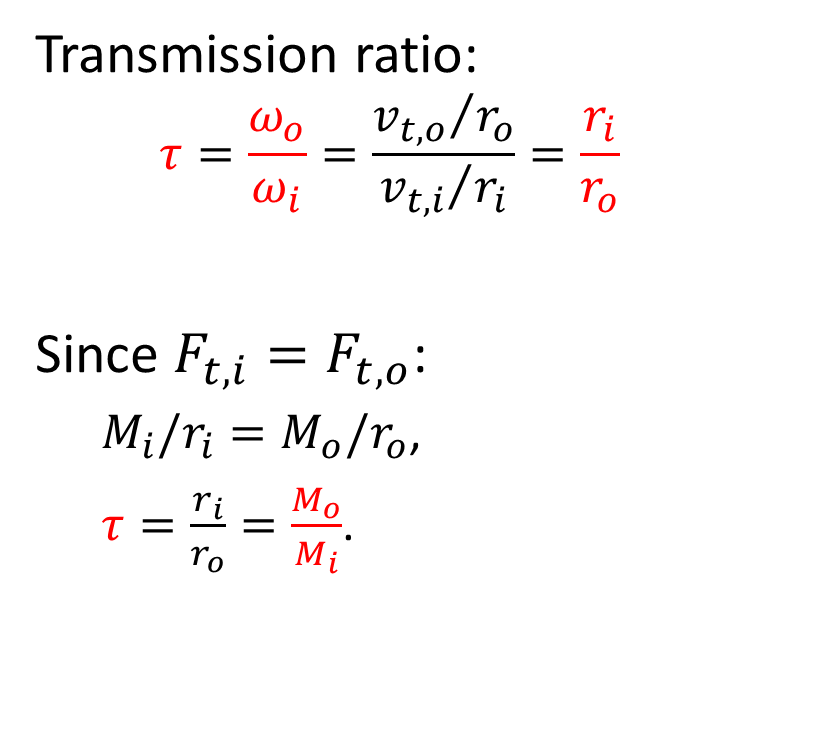 Transmission ratio:
τ = ω_o/ω_i = (v_{t,o}/r_o)/(v_{t,i}/r_i) = r_i/r_o
Since F_{t,i} = F_{t,o}:
M_i/r_i = M_o/r_o,
τ = r_i/r_o = M_o/M_i.